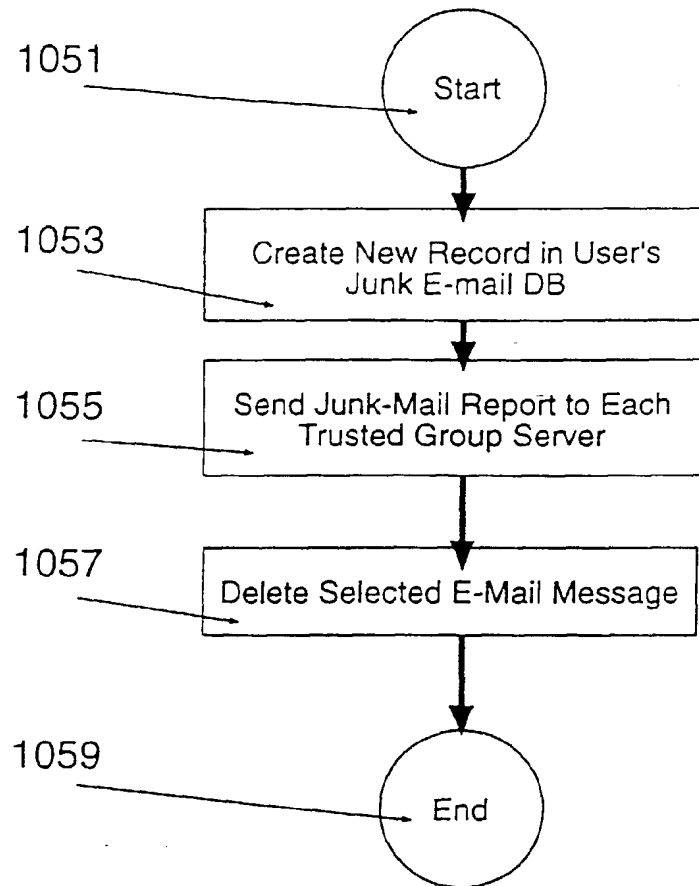 1051
Start
1053
Create New Record in User's
Junk E-mail DB
1055
Send Junk-Mail Report to Each
Trusted Group Server
1057
Delete Selected E-Mail Message
1059
End